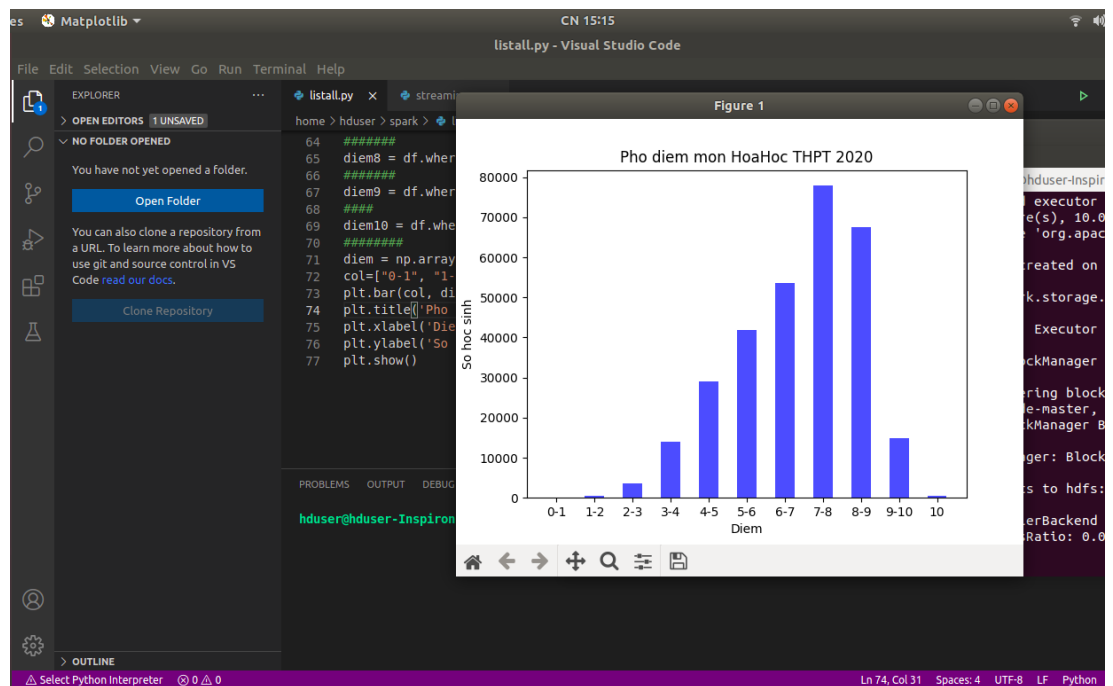 es Matplotlib ▾ CN 15:15
listall.py - Visual Studio Code
File Edit Selection View Go Run Terminal Help
EXPLORER ···
OPEN EDITORS 1 UNSAVED
NO FOLDER OPENED
You have not yet opened a folder.
Open Folder
You can also clone a repository from
a URL. To learn more about how to
use git and source control in VS
Code read our docs.
Clone Repository
OUTLINE
listall.py × streami
home > hduser > spark > l
64 #######
65 diem8 = df.wher
66 #######
67 diem9 = df.wher
68 ####
69 diem10 = df.whe
70 ########
71 diem = np.array
72 col=["0-1", "1-
73 plt.bar(col, di
74 plt.title('Pho
75 plt.xlabel('Die
76 plt.ylabel('So
77 plt.show()
PROBLEMS OUTPUT DEBUG
hduser@hduser-Inspiron
Figure 1
Pho diem mon HoaHoc THPT 2020
80000
70000
60000
50000
40000
30000
20000
10000
0
So hoc sinh
0-1 1-2 2-3 3-4 4-5 5-6 6-7 7-8 8-9 9-10 10
Diem
hduser-Inspir
executor
re(s), 10.0
'org.apac
reated on
k.storage.
Executor
ckManager
ring block
e-master,
kManager B
ger: Block
s to hdfs:
erBackend
sRatio: 0.0
Select Python Interpreter 0 0 Ln 74, Col 31 Spaces: 4 UTF-8 LF Python